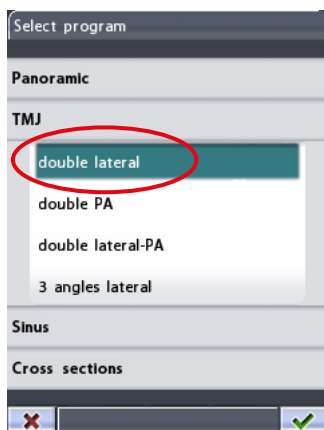 Select program
Panoramic
TMJ
double lateral
double PA
double lateral-PA
3 angles lateral
Sinus
Cross sections